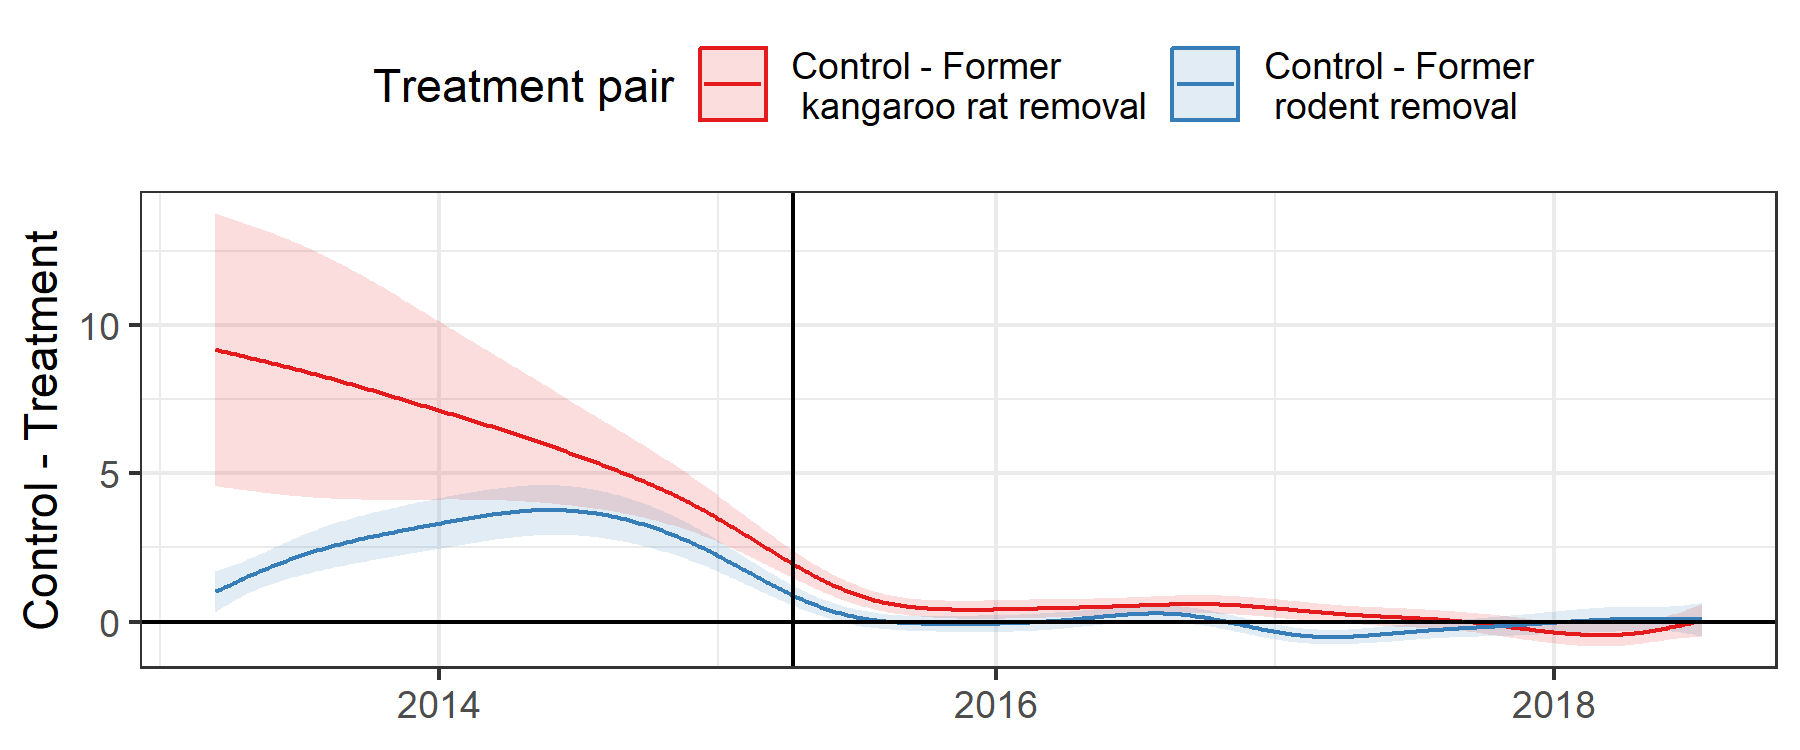 Treatment pair
Control - Former
kangaroo rat removal
Control - Former
rodent removal
Control - Treatment
10
5
0
2014
2016
2018